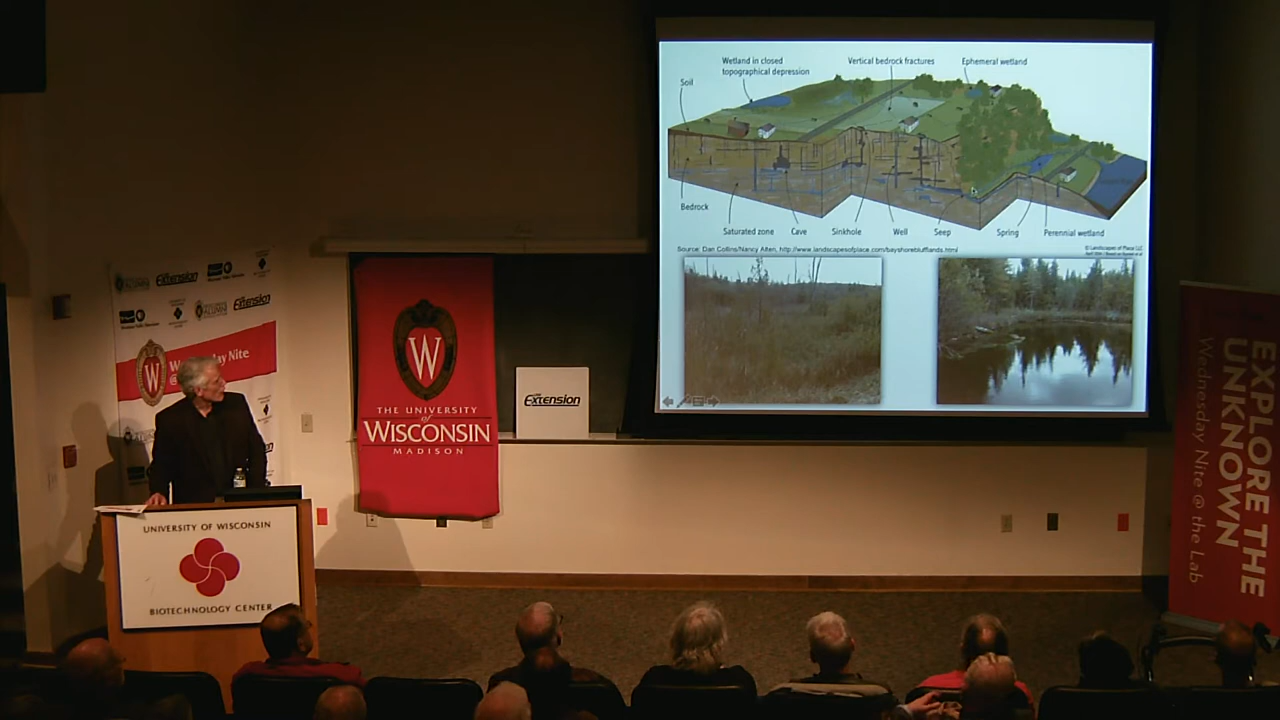 Wetland in closed
topographical depression
Vertical bedrock fractures
Ephemeral wetland
Soil
Bedrock
Saturated zone
Cave
Sinkhole
Well
Seep
Spring
Perennial wetland
Source: Dan Collins/Nancy Aten, http://www.landscapesofplace.com/bayshoreblufflands.html
© Landscapes of Place LLC
Extension
Extension
Wednesday Nite
W
THE UNIVERSITY
of
WISCONSIN
MADISON
Extension
UNIVERSITY OF WISCONSIN
BIOTECHNOLOGY CENTER
EXPLORE THE
UNKNOWN
Wednesday Nite @ the Lab